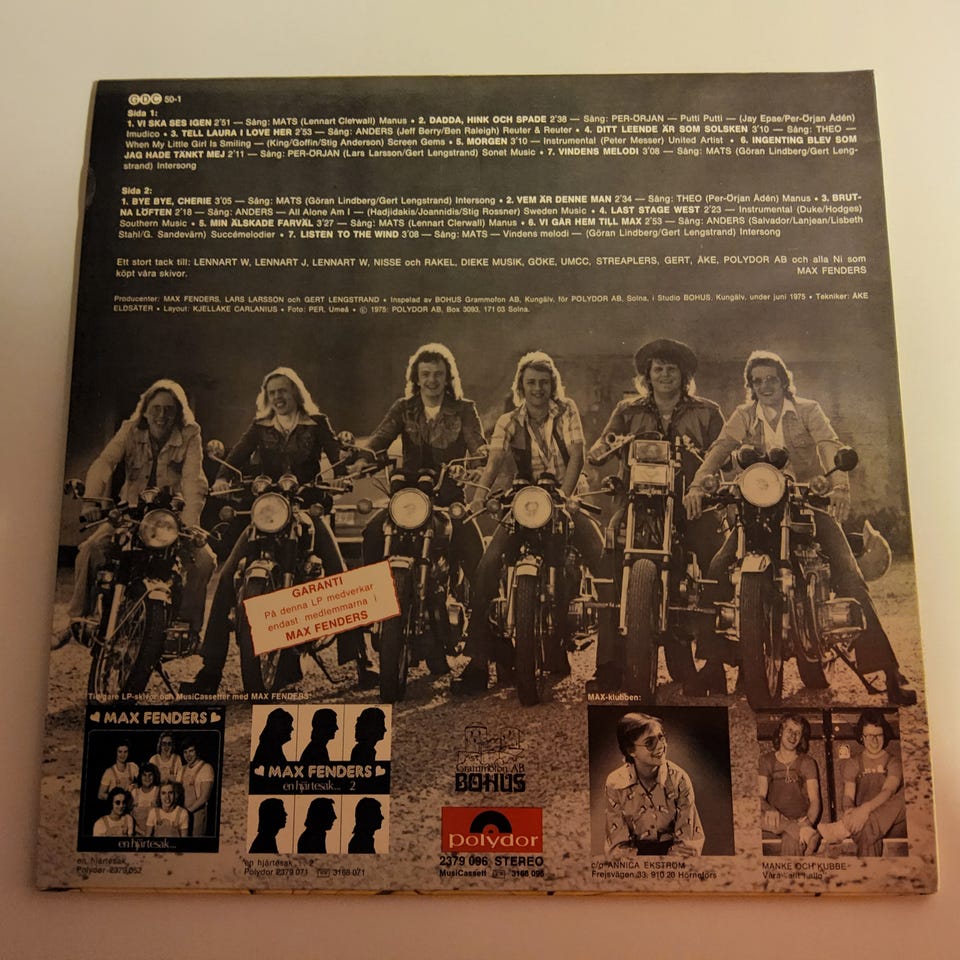 GDC 50-1
Sida 1:
1. VI SKA SES IGEN 2'51 — Sång: MATS (Lennart Clerwall) Manus • 2. DADDA, HINK OCH SPADE 2'38 — Sång: PER-ÖRJAN — Putti Putti — (Jay Epae/Per-Örjan Ådén)
Imudico • 3. TELL LAURA I LOVE HER 2'53 — Sång: ANDERS (Jeff Berry/Ben Raleigh) Reuter & Reuter • 4. DITT LEENDE ÄR SOM SOLSKEN 3'10 — Sång: THEO —
When My Little Girl Is Smiling — (King/Goffin/Stig Anderson) Screen Gems • 5. MORGEN 3'10 — Instrumental (Peter Messer) United Artist • 6. INGENTING BLEV SOM
JAG HADE TÄNKT MEJ 2'11 — Sång: PER-ÖRJAN (Lars Larsson/Gert Lengstrand) Sonet Music • 7. VINDENS MELODI 3'08 — Sång: MATS (Göran Lindberg/Gert Leng-
strand) Intersong
Sida 2:
1. BYE BYE, CHERIE 3'05 — Sång: MATS (Göran Lindberg/Gert Lengstrand) Intersong • 2. VEM ÄR DENNE MAN 2'34 — Sång: THEO (Per-Örjan Ådén) Manus • 3. BRUT-
NA LÖFTEN 2'18 — Sång: ANDERS — All Alone Am I — (Hadjidakis/Joannidis/Stig Rossner) Sweden Music • 4. LAST STAGE WEST 2'23 — Instrumental (Duke/Hodges)
Southern Music • 5. MIN ÄLSKADE FARVÄL 3'27 — Sång: MATS (Lennart Clerwall) Manus • 6. VI GÅR HEM TILL MAX 2'53 — Sång: ANDERS (Salvador/Lanjean/Lisbeth
Stahl/G. Sandevärn) Succémelodier • 7. LISTEN TO THE WIND 3'08 — Sång: MATS — Vindens melodi — (Göran Lindberg/Gert Lengstrand) Intersong
Ett stort tack till: LENNART W, LENNART J, LENNART W, NISSE och RAKEL, DIEKE MUSIK, GÖKE, UMCC, STREAPLERS, GERT, ÅKE, POLYDOR AB och alla Ni som
köpt våra skivor. MAX FENDERS
Producenter: MAX FENDERS, LARS LARSSON och GERT LENGSTRAND • Inspelad av BOHUS Grammofon AB, Kungälv, för POLYDOR AB, Solna, i Studio BOHUS, Kungälv, under juni 1975 • Tekniker: ÅKE
ELDSÄTER • Layout: KJELLÅKE CARLANIUS • Foto: PER, Umeå • Ⓟ 1975: POLYDOR AB, Box 3093, 171 03 Solna.
GARANTI
På denna LP medverkar
endast medlemmarna i
MAX FENDERS
Tidigare LP-skivor och MusiCassetter med MAX FENDERS:
MAX-klubben:
MAX FENDERS
en hjärtesak...
MAX FENDERS
en hjärtesak... 2
Grammofon AB
BOHUS
polydor
2379 096 STEREO
MusiCassett 3168 096
en hjärtesak
Polydor 2379 052
en hjärtesak ... 2
Polydor 2379 071 3168 071
c/o ANNICA EKSTRÖM
Frejsvägen 33, 910 20 Hörnefors
MANKE OCH KUBBE
Våra "allt i allo"